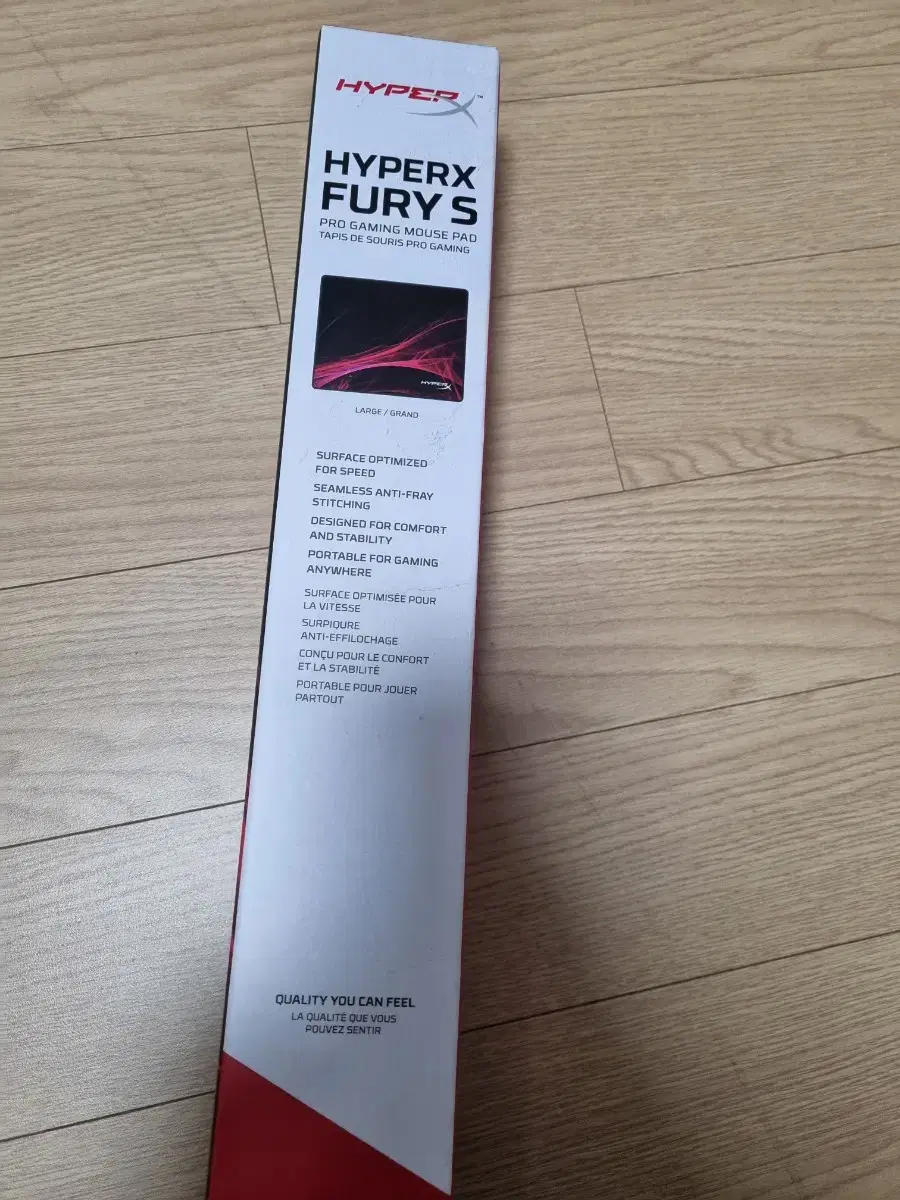 HYPERX™
HYPERX
FURY S
PRO GAMING MOUSE PAD
TAPIS DE SOURIS PRO GAMING
HYPERX
LARGE / GRAND
SURFACE OPTIMIZED
FOR SPEED
SEAMLESS ANTI-FRAY
STITCHING
DESIGNED FOR COMFORT
AND STABILITY
PORTABLE FOR GAMING
ANYWHERE
SURFACE OPTIMISÉE POUR
LA VITESSE
SURPIQURE
ANTI-EFFILOCHAGE
CONÇU POUR LE CONFORT
ET LA STABILITÉ
PORTABLE POUR JOUER
PARTOUT
QUALITY YOU CAN FEEL
LA QUALITÉ QUE VOUS
POUVEZ SENTIR